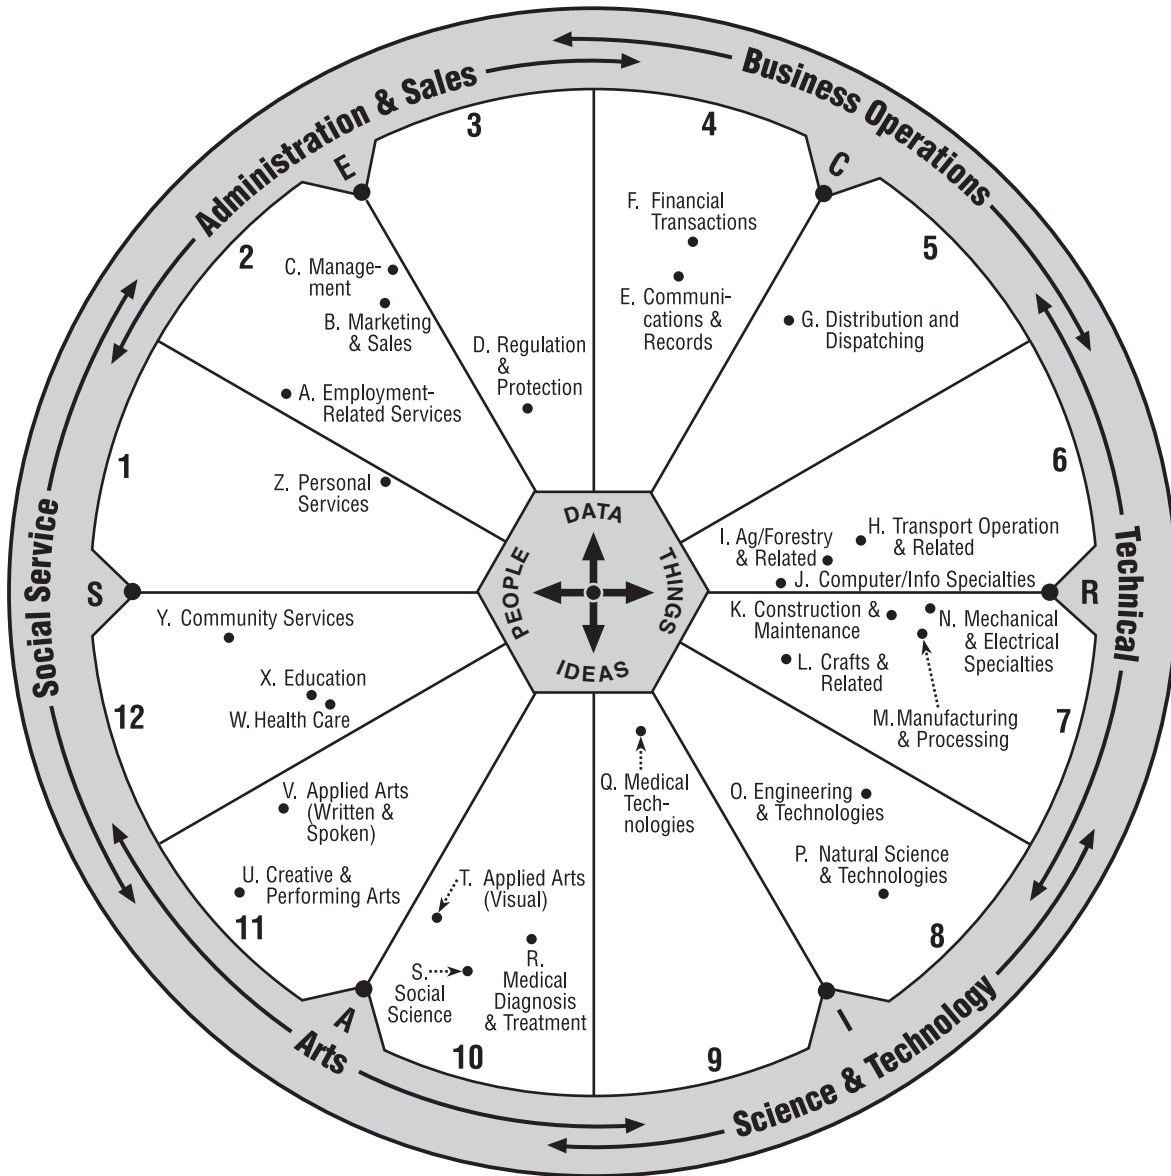 Administration & Sales
Business Operations
Technical
Science & Technology
Arts
Social Service
3
4
E
C
2
5
F. Financial
Transactions
C. Manage-
ment
E. Communi-
cations &
Records
B. Marketing
& Sales
G. Distribution and
Dispatching
D. Regulation
&
Protection
A. Employment-
Related Services
1
6
Z. Personal
Services
DATA
PEOPLE
THINGS
IDEAS
H. Transport Operation
& Related
I. Ag/Forestry
& Related
J. Computer/Info Specialties
S
R
Y. Community Services
K. Construction &
Maintenance
N. Mechanical
& Electrical
Specialties
L. Crafts &
Related
X. Education
W. Health Care
M. Manufacturing
& Processing
12
7
V. Applied Arts
(Written &
Spoken)
Q. Medical
Tech-
nologies
O. Engineering
& Technologies
P. Natural Science
& Technologies
U. Creative &
Performing Arts
T. Applied Arts
(Visual)
11
8
S.
Social
Science
R.
Medical
Diagnosis
& Treatment
A
I
10
9